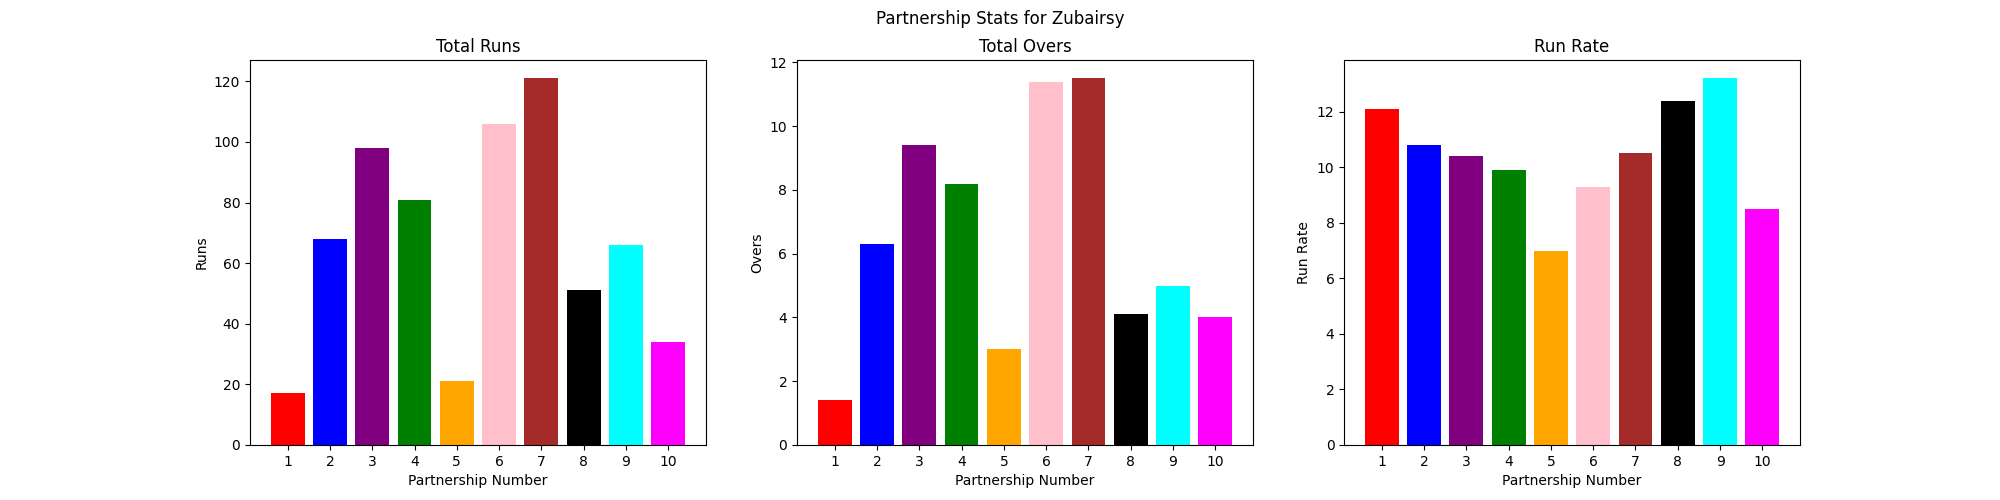 Partnership Stats for Zubairsy
Total Runs
120
100
80
60
40
20
0
Runs
1 2 3 4 5 6 7 8 9 10
Partnership Number
Total Overs
12
10
8
6
4
2
0
Overs
1 2 3 4 5 6 7 8 9 10
Partnership Number
Run Rate
12
10
8
6
4
2
0
Run Rate
1 2 3 4 5 6 7 8 9 10
Partnership Number